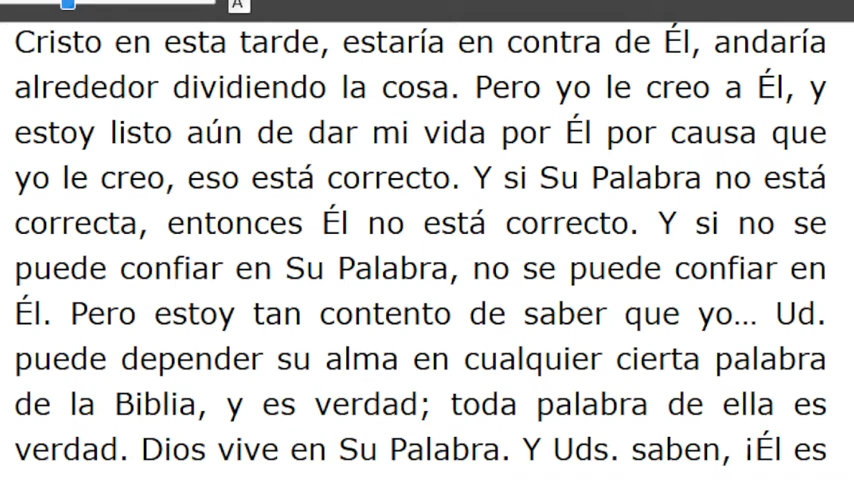 A
Cristo en esta tarde, estaría en contra de Él, andaría
alrededor dividiendo la cosa. Pero yo le creo a Él, y
estoy listo aún de dar mi vida por Él por causa que
yo le creo, eso está correcto. Y si Su Palabra no está
correcta, entonces Él no está correcto. Y si no se
puede confiar en Su Palabra, no se puede confiar en
Él. Pero estoy tan contento de saber que yo... Ud.
puede depender su alma en cualquier cierta palabra
de la Biblia, y es verdad; toda palabra de ella es
verdad. Dios vive en Su Palabra. Y Uds. saben, ¡Él es